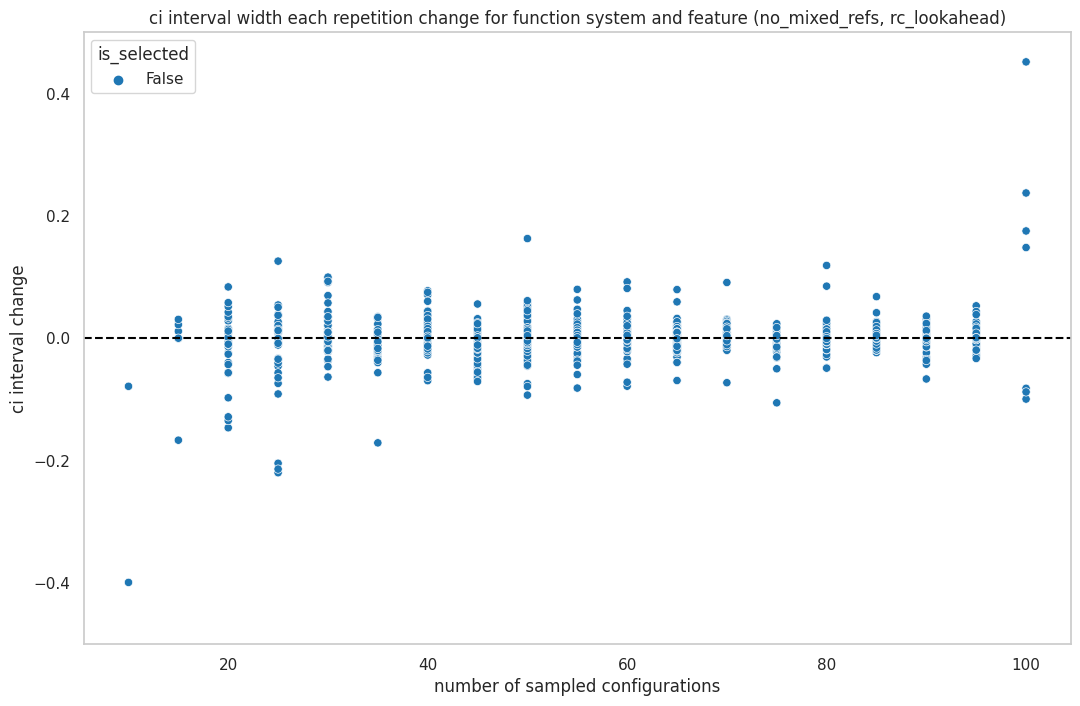 ci interval width each repetition change for function system and feature (no_mixed_refs, rc_lookahead)
is_selected
False
0.4
0.2
0.0
−0.2
−0.4
ci interval change
20 40 60 80 100
number of sampled configurations